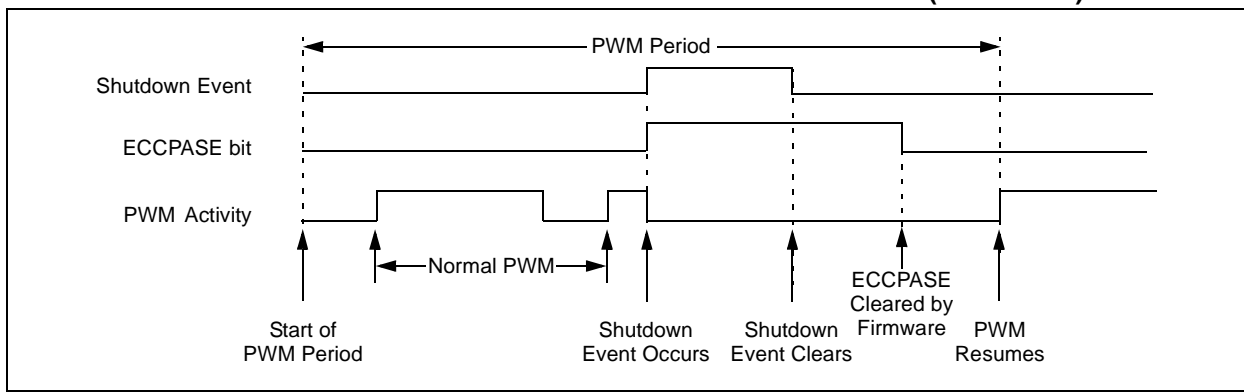 PWM Period
Shutdown Event
ECCPASE bit
PWM Activity
Normal PWM
Start of
PWM Period
Shutdown
Event Occurs
Shutdown
Event Clears
ECCPASE
Cleared by
Firmware
PWM
Resumes